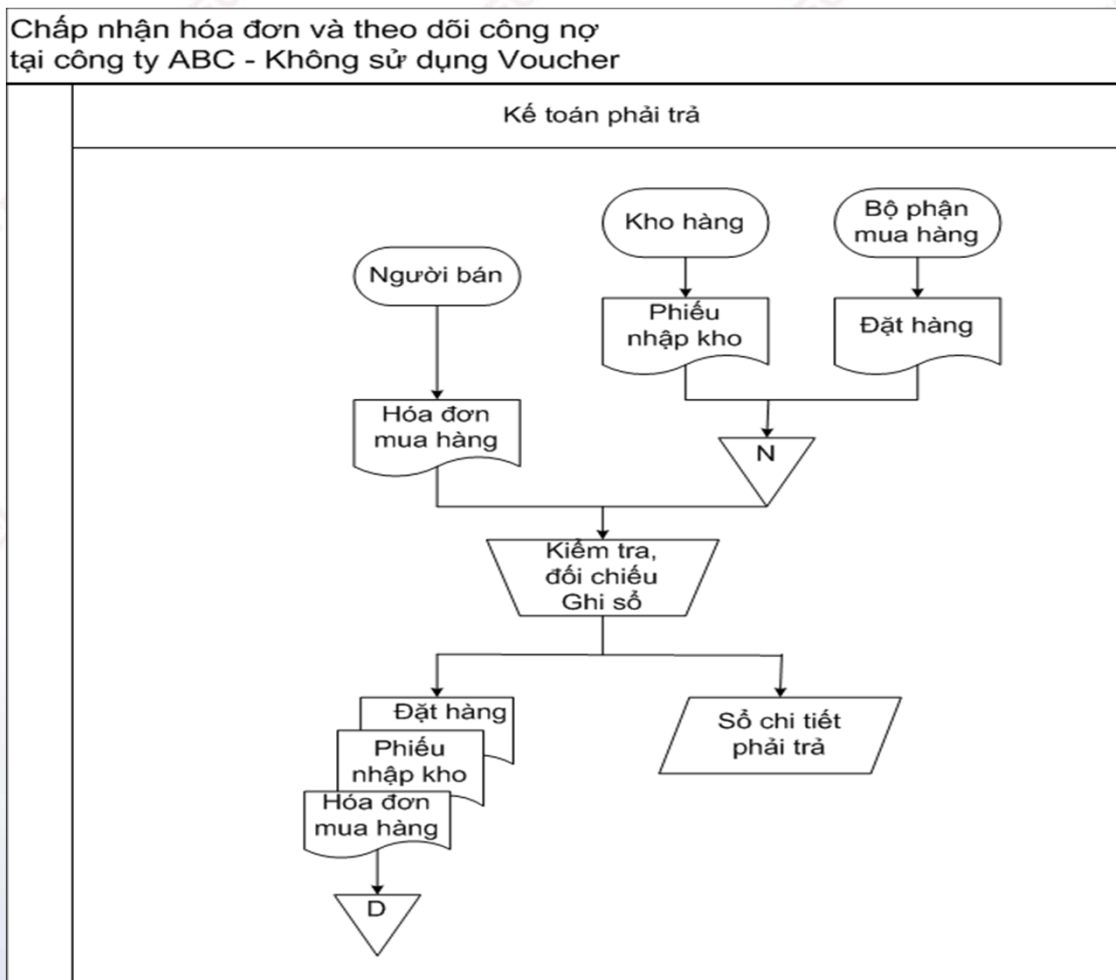 Chấp nhận hóa đơn và theo dõi công nợ
tại công ty ABC - Không sử dụng Voucher
Kế toán phải trả
Kho hàng
Bộ phận
mua hàng
Người bán
Phiếu
nhập kho
Đặt hàng
Hóa đơn
mua hàng
N
Kiểm tra,
đối chiếu
Ghi sổ
Đặt hàng
Phiếu
nhập kho
Hóa đơn
mua hàng
Sổ chi tiết
phải trả
D